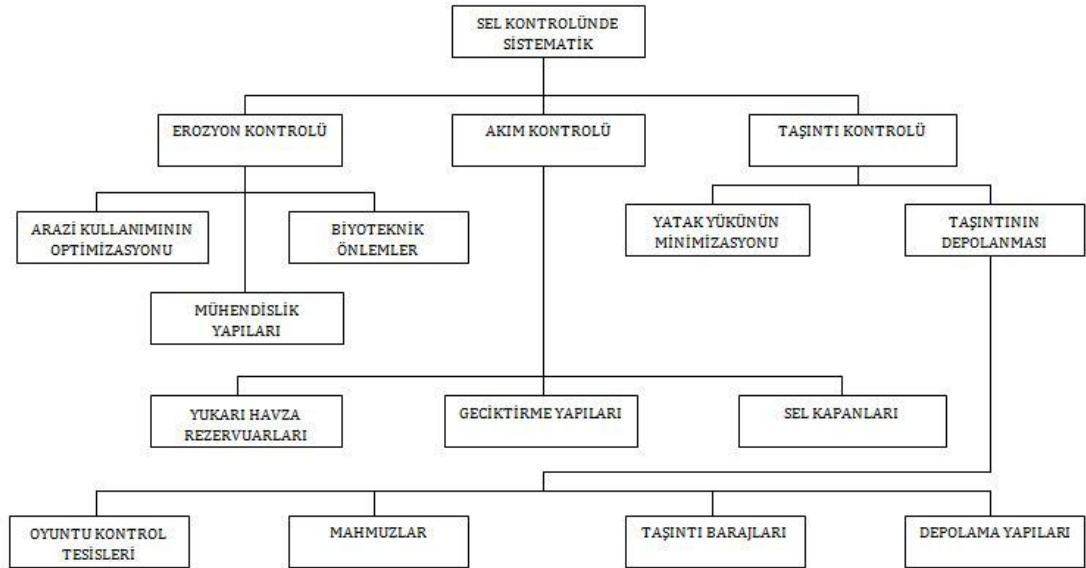 SEL KONTROLÜNDE
SİSTEMATİK
EROZYON KONTROLÜ
AKIM KONTROLÜ
TAŞINTI KONTROLÜ
ARAZİ KULLANIMININ
OPTİMİZASYONU
BİYOTEKNİK
ÖNLEMLER
YATAK YÜKÜNÜN
MİNİMİZASYONU
TAŞINTININ
DEPOLANMASI
MÜHENDİSLİK
YAPILARI
YUKARI HAVZA
REZERVUARLARI
GECİKTİRME YAPILARI
SEL KAPANLARI
OYUNTU KONTROL
TESİSLERİ
MAHMUZLAR
TAŞINTI BARAJLARI
DEPOLAMA YAPILARI